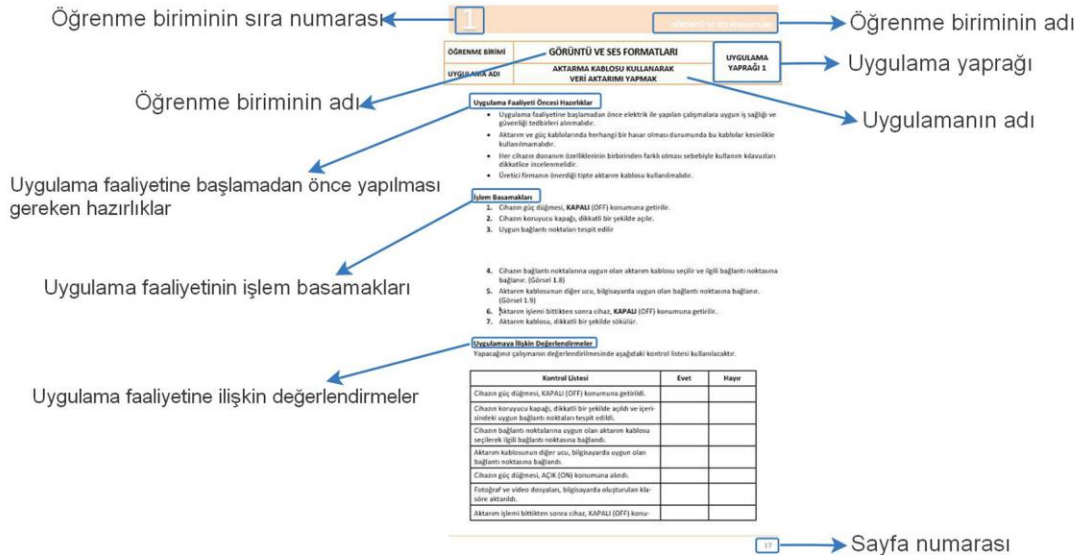 Öğrenme biriminin sıra numarası
1
GÖRÜNTÜ VE SES FORMATLARI
Öğrenme biriminin adı
ÖĞRENME BİRİMİ
GÖRÜNTÜ VE SES FORMATLARI
UYGULAMA
YAPRAĞI 1
Uygulama yaprağı
UYGULAMA ADI
AKTARMA KABLOSU KULLANARAK
VERİ AKTARIMI YAPMAK
Öğrenme biriminin adı
Uygulamanın adı
Uygulama Faaliyeti Öncesi Hazırlıklar
• Uygulama faaliyetine başlamadan önce elektrik ile yapılan çalışmalara uygun iş sağlığı ve
güvenliği tedbirleri alınmalıdır.
• Aktarım ve güç kablolarında herhangi bir hasar olması durumunda bu kablolar kesinlikle
kullanılmamalıdır.
• Her cihazın donanım özelliklerinin birbirinden farklı olması sebebiyle kullanım kılavuzları
dikkatlice incelenmelidir.
• Üretici firmanın önerdiği tipte aktarım kablosu kullanılmalıdır.
Uygulama faaliyetine başlamadan önce yapılması
gereken hazırlıklar
İşlem Basamakları
1. Cihazın güç düğmesi, KAPALI (OFF) konumuna getirilir.
2. Cihazın koruyucu kapağı, dikkatli bir şekilde açılır.
3. Uygun bağlantı noktaları tespit edilir
Uygulama faaliyetinin işlem basamakları
4. Cihazın bağlantı noktalarına uygun olan aktarım kablosu seçilir ve ilgili bağlantı noktasına
bağlanır. (Görsel 1.8)
5. Aktarım kablosunun diğer ucu, bilgisayarda uygun olan bağlantı noktasına bağlanır.
(Görsel 1.9)
6. Aktarım işlemi bittikten sonra cihaz, KAPALI (OFF) konumuna getirilir.
7. Aktarım kablosu, dikkatli bir şekilde sökülür.
Uygulamaya İlişkin Değerlendirmeler
Yapacağınız çalışmanın değerlendirilmesinde aşağıdaki kontrol listesi kullanılacaktır.
Uygulama faaliyetine ilişkin değerlendirmeler
Kontrol Listesi Evet Hayır
Cihazın güç düğmesi, KAPALI (OFF) konumuna getirildi.
Cihazın koruyucu kapağı, dikkatli bir şekilde açıldı ve içeri-
sindeki uygun bağlantı noktaları tespit edildi.
Cihazın bağlantı noktalarına uygun olan aktarım kablosu
seçilerek ilgili bağlantı noktasına bağlandı.
Aktarım kablosunun diğer ucu, bilgisayarda uygun olan
bağlantı noktasına bağlandı.
Cihazın güç düğmesi, AÇIK (ON) konumuna alındı.
Fotoğraf ve video dosyaları, bilgisayarda oluşturulan kla-
söre aktarıldı.
Aktarım işlemi bittikten sonra cihaz, KAPALI (OFF) konu-
17
Sayfa numarası